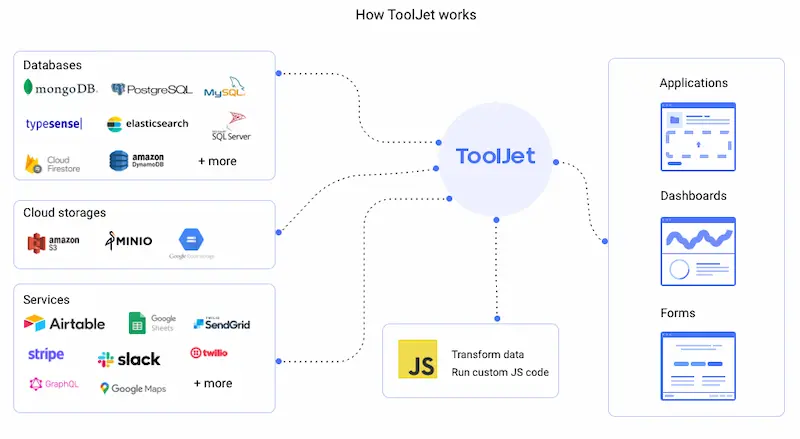 How ToolJet works
Databases
mongoDB.
PostgreSQL
MySQL
typesense|
elasticsearch
Microsoft
SQL Server
Cloud
Firestore
amazon
DynamoDB
+ more
Cloud storages
amazon
S3
MINIO
Google Cloud Storage
Services
Airtable
Google
Sheets
TWILIO
SendGrid
stripe
slack
twilio
GraphQL
Google Maps
+ more
ToolJet
JS
Transform data
Run custom JS code
Applications
Dashboards
Forms